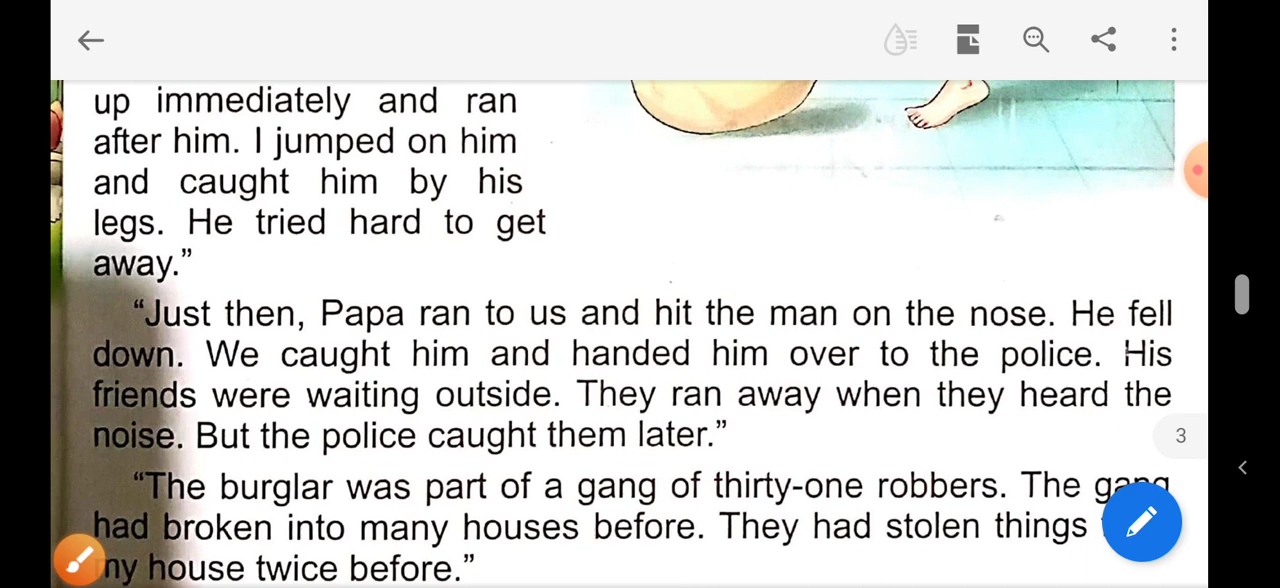 up immediately and ran
after him. I jumped on him
and caught him by his
legs. He tried hard to get
away.”
“Just then, Papa ran to us and hit the man on the nose. He fell
down. We caught him and handed him over to the police. His
friends were waiting outside. They ran away when they heard the
noise. But the police caught them later.”
3
“The burglar was part of a gang of thirty-one robbers. The gang
had broken into many houses before. They had stolen things
my house twice before.”